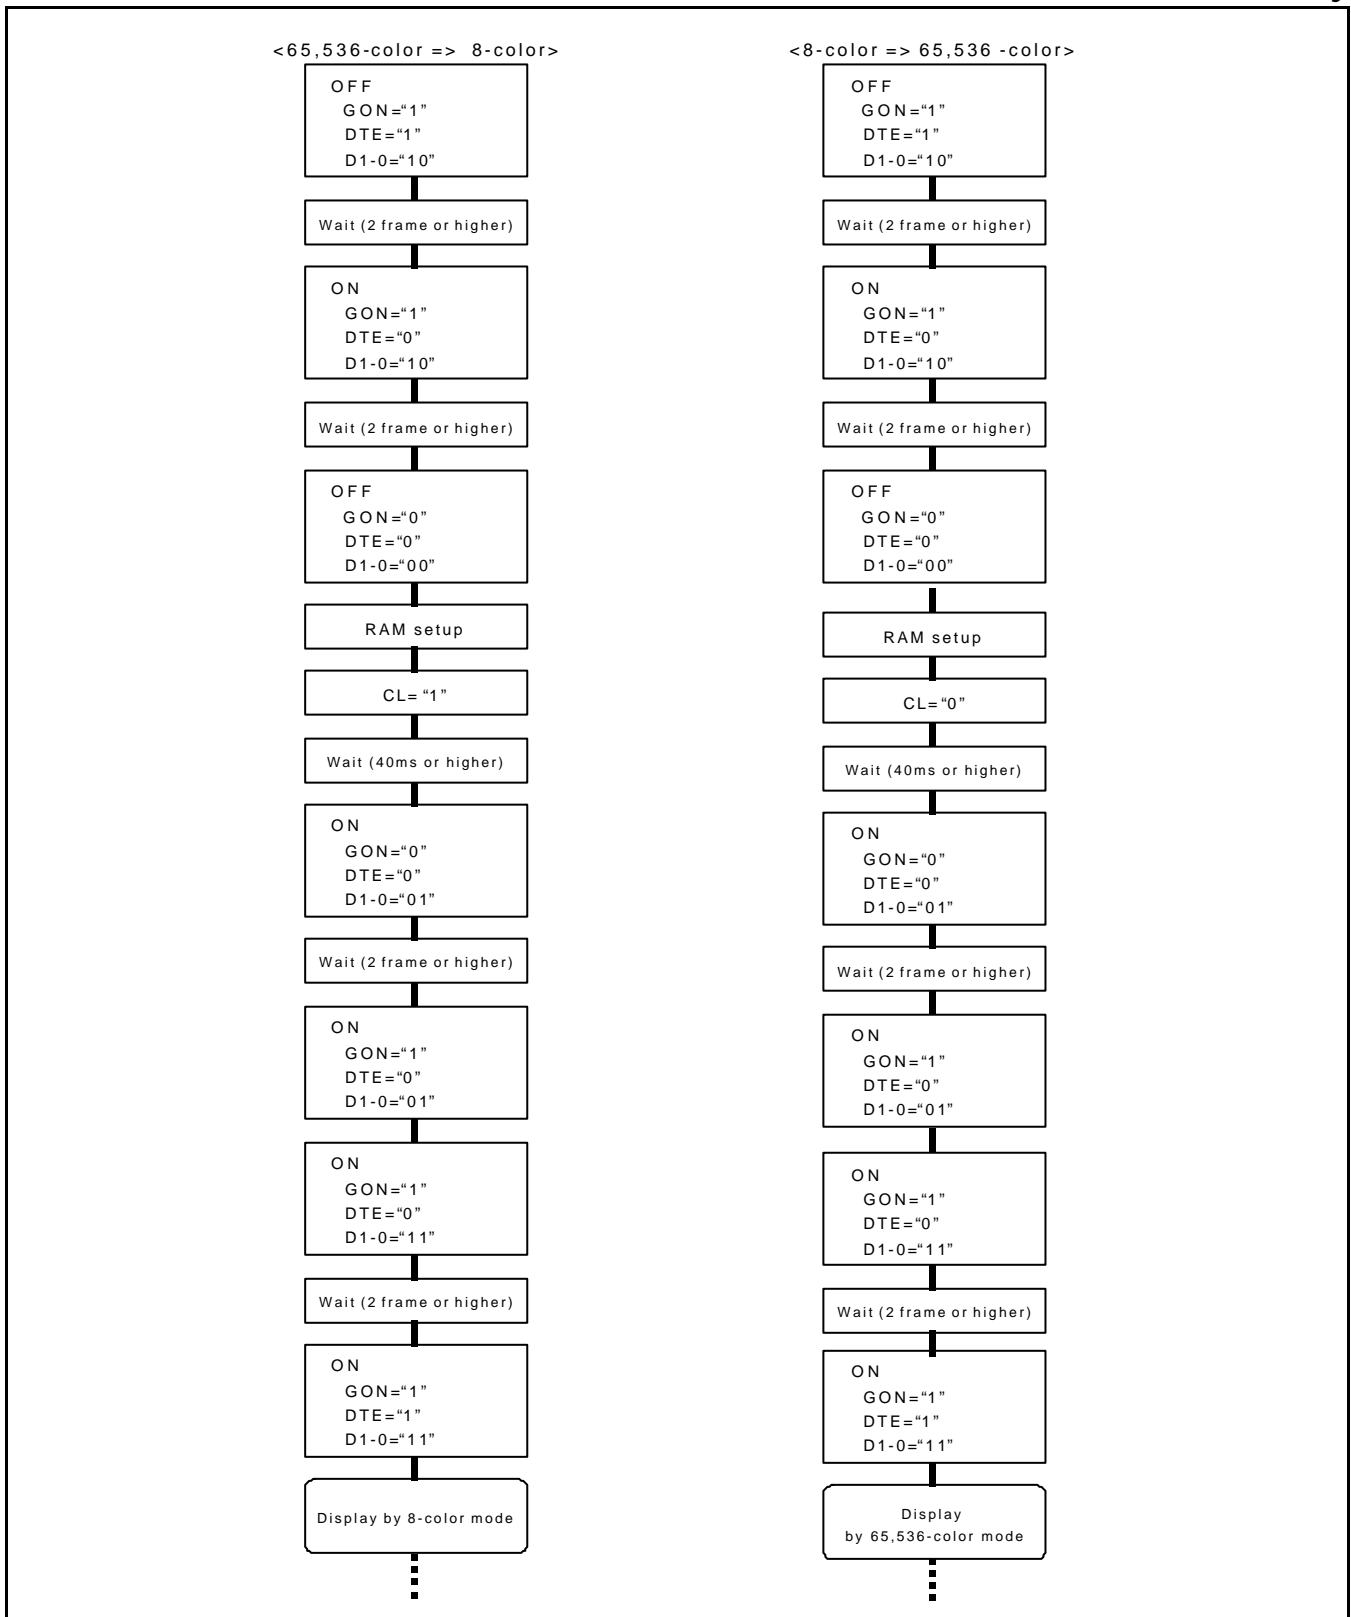 <65,536-color => 8-color>
OFF
GON=“1”
DTE=“1”
D1-0=“10”
Wait (2 frame or higher)
ON
GON=“1”
DTE=“0”
D1-0=“10”
Wait (2 frame or higher)
OFF
GON=“0”
DTE=“0”
D1-0=“00”
RAM setup
CL= “1”
Wait (40ms or higher)
ON
GON=“0”
DTE=“0”
D1-0=“01”
Wait (2 frame or higher)
ON
GON=“1”
DTE=“0”
D1-0=“01”
ON
GON=“1”
DTE=“0”
D1-0=“11”
Wait (2 frame or higher)
ON
GON=“1”
DTE=“1”
D1-0=“11”
Display by 8-color mode
<8-color => 65,536 -color>
OFF
GON=“1”
DTE=“1”
D1-0=“10”
Wait (2 frame or higher)
ON
GON=“1”
DTE=“0”
D1-0=“10”
Wait (2 frame or higher)
OFF
GON=“0”
DTE=“0”
D1-0=“00”
RAM setup
CL=“0”
Wait (40ms or higher)
ON
GON=“0”
DTE=“0”
D1-0=“01”
Wait (2 frame or higher)
ON
GON=“1”
DTE=“0”
D1-0=“01”
ON
GON=“1”
DTE=“0”
D1-0=“11”
Wait (2 frame or higher)
ON
GON=“1”
DTE=“1”
D1-0=“11”
Display
by 65,536-color mode